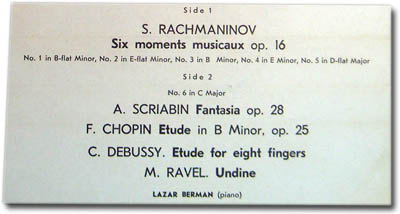 Side 1
S. RACHMANINOV
Six moments musicaux op. 16
No. 1 in B-flat Minor, No. 2 in E-flat Minor, No. 3 in B Minor, No. 4 in E Minor, No. 5 in D-flat Major
Side 2
No. 6 in C Major
A. SCRIABIN Fantasia op. 28
F. CHOPIN Etude in B Minor, op. 25
C. DEBUSSY. Etude for eight fingers
M. RAVEL. Undine
LAZAR BERMAN (piano)